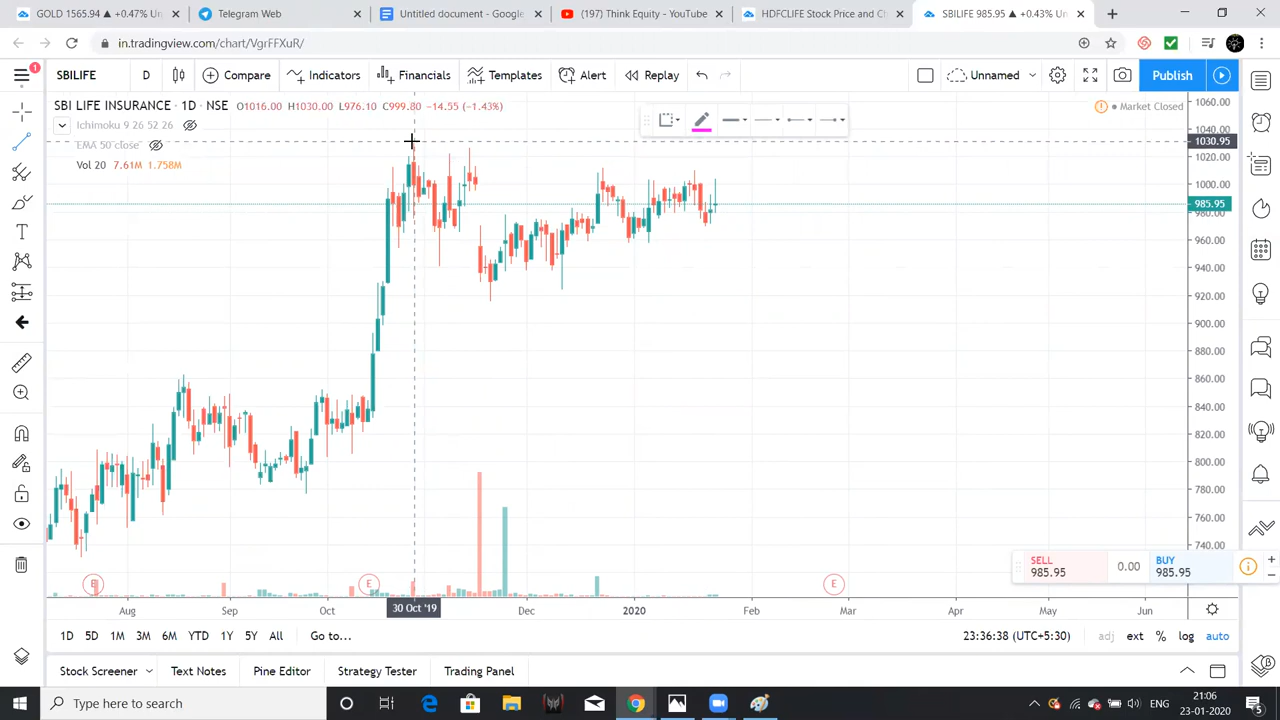 GOLD 1565.94 ▲ +0.49% U
Telegram Web
Untitled document - Google
(197) Think Equity - YouTube
HDFCLIFE Stock Price and C
SBILIFE 985.95 ▲ +0.43% Un
in.tradingview.com/chart/VgrFFXuR/
1
SBILIFE
D
Compare
Indicators
Financials
Templates
Alert
Replay
Unnamed
Publish
SBI LIFE INSURANCE · 1D · NSE O1016.00 H1030.00 L976.10 C999.80 −14.55 (−1.43%)
Market Closed
Ichimoku 9 26 52 26
EMA 50 close
Vol 20 7.61M 1.758M
1060.00
1040.00
1030.95
1020.00
1000.00
985.95
980.00
960.00
940.00
920.00
900.00
880.00
860.00
840.00
820.00
800.00
780.00
760.00
740.00
SELL
985.95
0.00
BUY
985.95
E
E
E
Aug
Sep
Oct
30 Oct '19
Dec
2020
Feb
Mar
Apr
May
Jun
1D 5D 1M 3M 6M YTD 1Y 5Y All Go to...
23:36:38 (UTC+5:30) adj ext % log auto
Stock Screener
Text Notes
Pine Editor
Strategy Tester
Trading Panel
Type here to search
ENG
21:06
23-01-2020
5